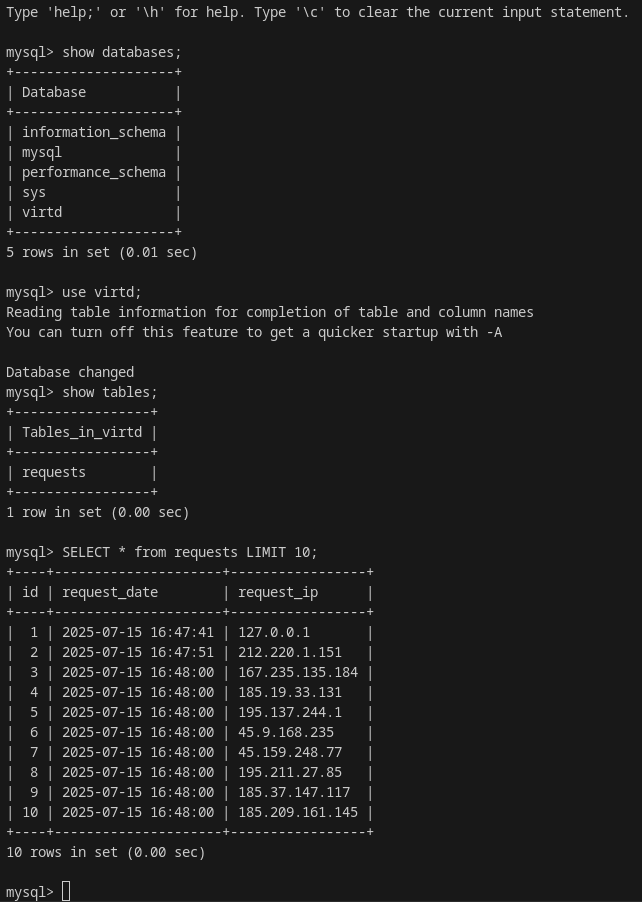 Type 'help;' or '\h' for help. Type '\c' to clear the current input statement.

mysql> show databases;
+--------------------+
| Database           |
+--------------------+
| information_schema |
| mysql              |
| performance_schema |
| sys                |
| virtd              |
+--------------------+
5 rows in set (0.01 sec)

mysql> use virtd;
Reading table information for completion of table and column names
You can turn off this feature to get a quicker startup with -A

Database changed
mysql> show tables;
+-----------------+
| Tables_in_virtd |
+-----------------+
| requests        |
+-----------------+
1 row in set (0.00 sec)

mysql> SELECT * from requests LIMIT 10;
+----+---------------------+-----------------+
| id | request_date        | request_ip      |
+----+---------------------+-----------------+
|  1 | 2025-07-15 16:47:41 | 127.0.0.1       |
|  2 | 2025-07-15 16:47:51 | 212.220.1.151   |
|  3 | 2025-07-15 16:48:00 | 167.235.135.184 |
|  4 | 2025-07-15 16:48:00 | 185.19.33.131   |
|  5 | 2025-07-15 16:48:00 | 195.137.244.1   |
|  6 | 2025-07-15 16:48:00 | 45.9.168.235    |
|  7 | 2025-07-15 16:48:00 | 45.159.248.77   |
|  8 | 2025-07-15 16:48:00 | 195.211.27.85   |
|  9 | 2025-07-15 16:48:00 | 185.37.147.117  |
| 10 | 2025-07-15 16:48:00 | 185.209.161.145 |
+----+---------------------+-----------------+
10 rows in set (0.00 sec)

mysql>